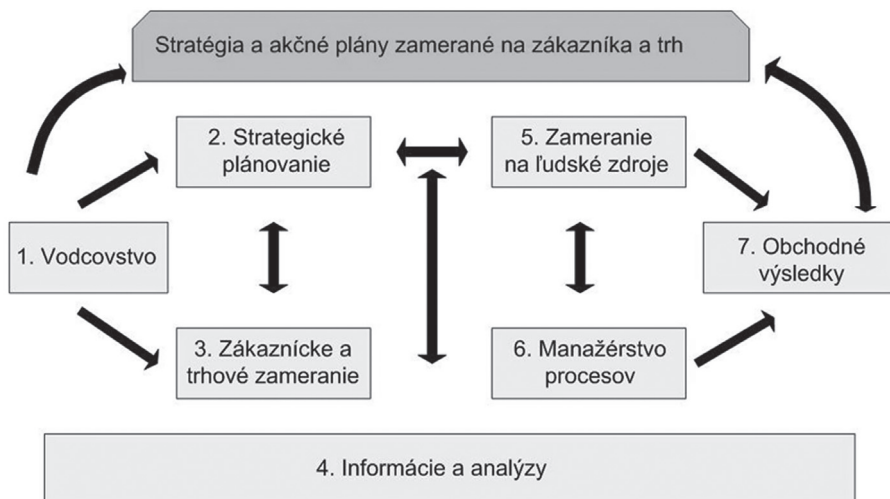 Stratégia a akčné plány zamerané na zákazníka a trh
2. Strategické
plánovanie
5. Zameranie
na ľudské zdroje
1. Vodcovstvo
7. Obchodné
výsledky
3. Zákaznícke a
trhové zameranie
6. Manažérstvo
procesov
4. Informácie a analýzy